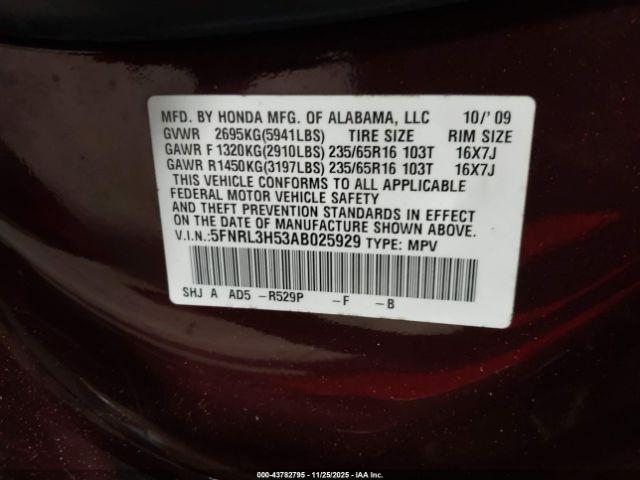 MFD. BY HONDA MFG. OF ALABAMA, LLC 10/'09
GVWR 2695KG(5941LBS) TIRE SIZE RIM SIZE
GAWR F 1320KG(2910LBS) 235/65R16 103T 16X7J
GAWR R 1450KG(3197LBS) 235/65R16 103T 16X7J
THIS VEHICLE CONFORMS TO ALL APPLICABLE
FEDERAL MOTOR VEHICLE SAFETY
AND THEFT PREVENTION STANDARDS IN EFFECT
ON THE DATE OF MANUFACTURE SHOWN ABOVE.
V.I.N.:5FNRL3H53AB025929 TYPE: MPV
SHJ A AD5 -R529P -F -B
000-43782795 - 11/25/2025 - IAA Inc.